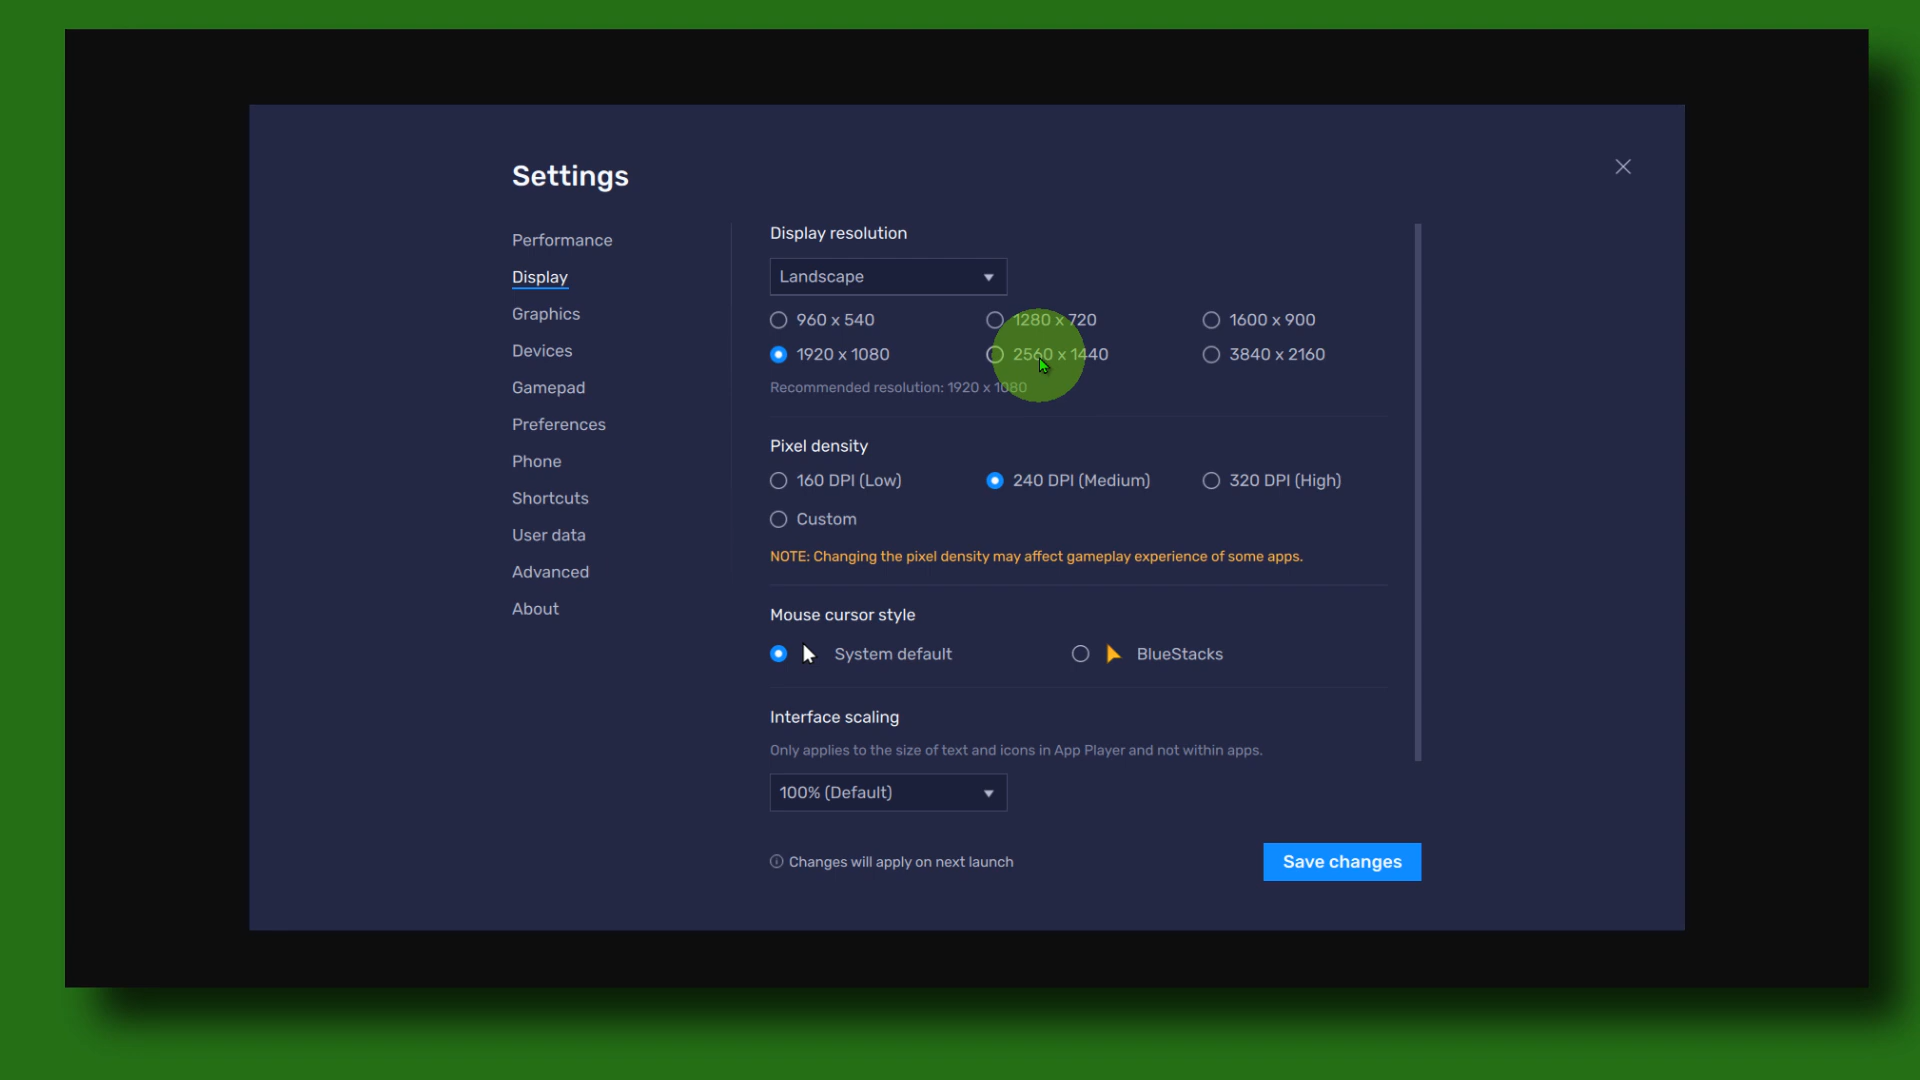 Settings
Performance
Display
Graphics
Devices
Gamepad
Preferences
Phone
Shortcuts
User data
Advanced
About
Display resolution
Landscape
960 x 540
1280 x 720
1600 x 900
1920 x 1080
2560 x 1440
3840 x 2160
Recommended resolution: 1920 x 1080
Pixel density
160 DPI (Low)
240 DPI (Medium)
320 DPI (High)
Custom
NOTE: Changing the pixel density may affect gameplay experience of some apps.
Mouse cursor style
System default
BlueStacks
Interface scaling
Only applies to the size of text and icons in App Player and not within apps.
100% (Default)
Changes will apply on next launch
Save changes